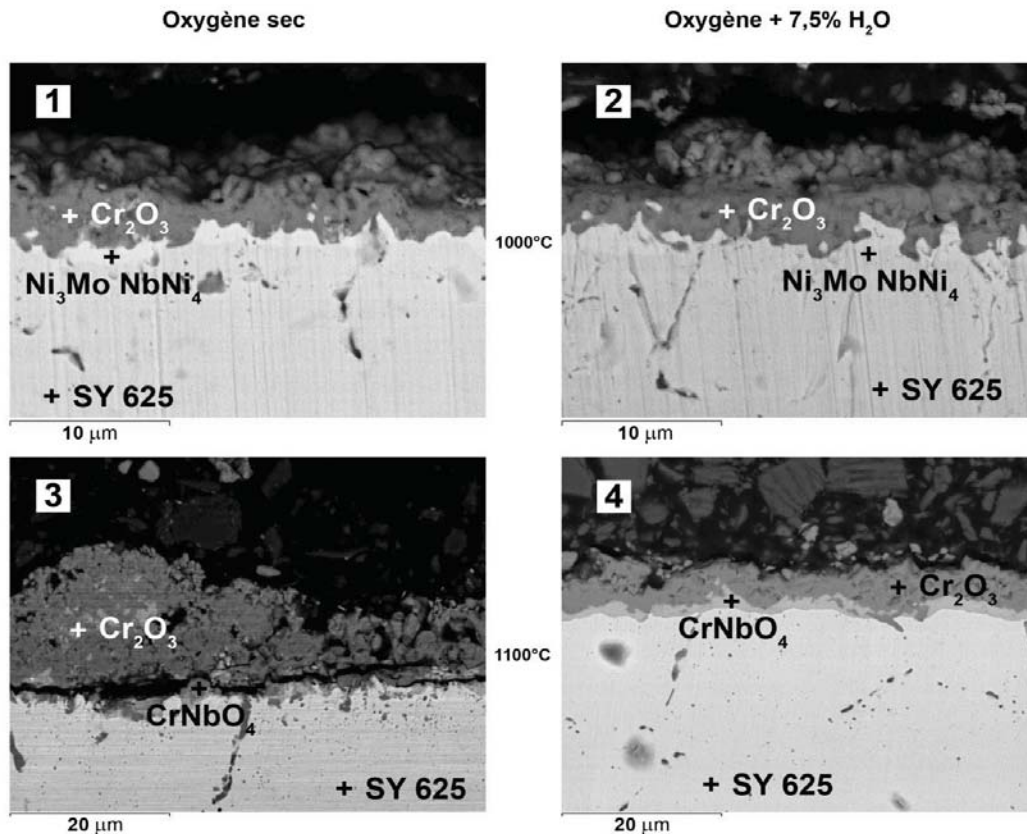 Oxygène sec
Oxygène + 7,5% H₂O
1
+ Cr₂O₃
+
Ni₃Mo NbNi₄
+ SY 625
10 µm
1000°C
2
+ Cr₂O₃
+
Ni₃Mo NbNi₄
+ SY 625
10 µm
3
+ Cr₂O₃
+
CrNbO₄
+ SY 625
20 µm
1100°C
4
+ Cr₂O₃
+
CrNbO₄
+ SY 625
20 µm